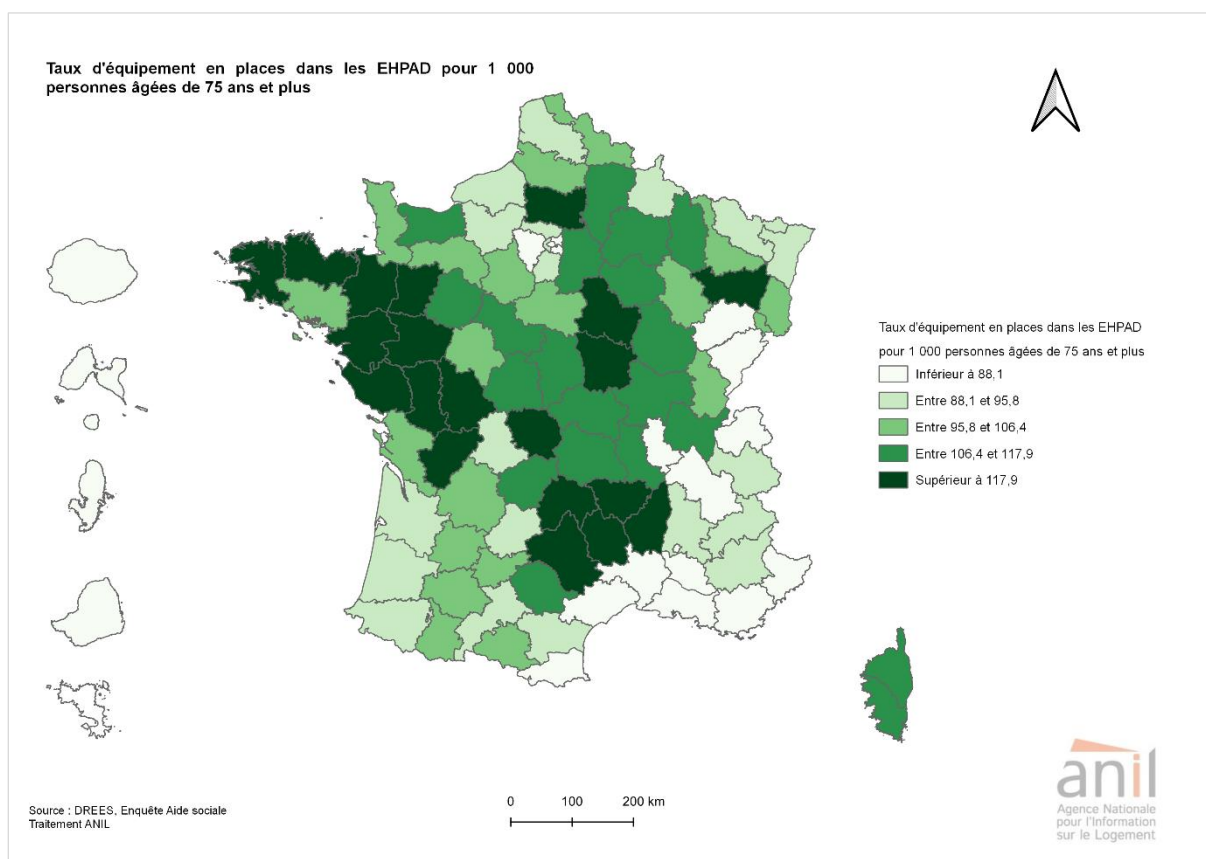 Taux d'équipement en places dans les EHPAD pour 1 000
personnes âgées de 75 ans et plus
Taux d'équipement en places dans les EHPAD
pour 1 000 personnes âgées de 75 ans et plus
Inférieur à 88,1
Entre 88,1 et 95,8
Entre 95,8 et 106,4
Entre 106,4 et 117,9
Supérieur à 117,9
Source : DREES, Enquête Aide sociale
Traitement ANIL
0 100 200 km
anil
Agence Nationale
pour l'Information
sur le Logement